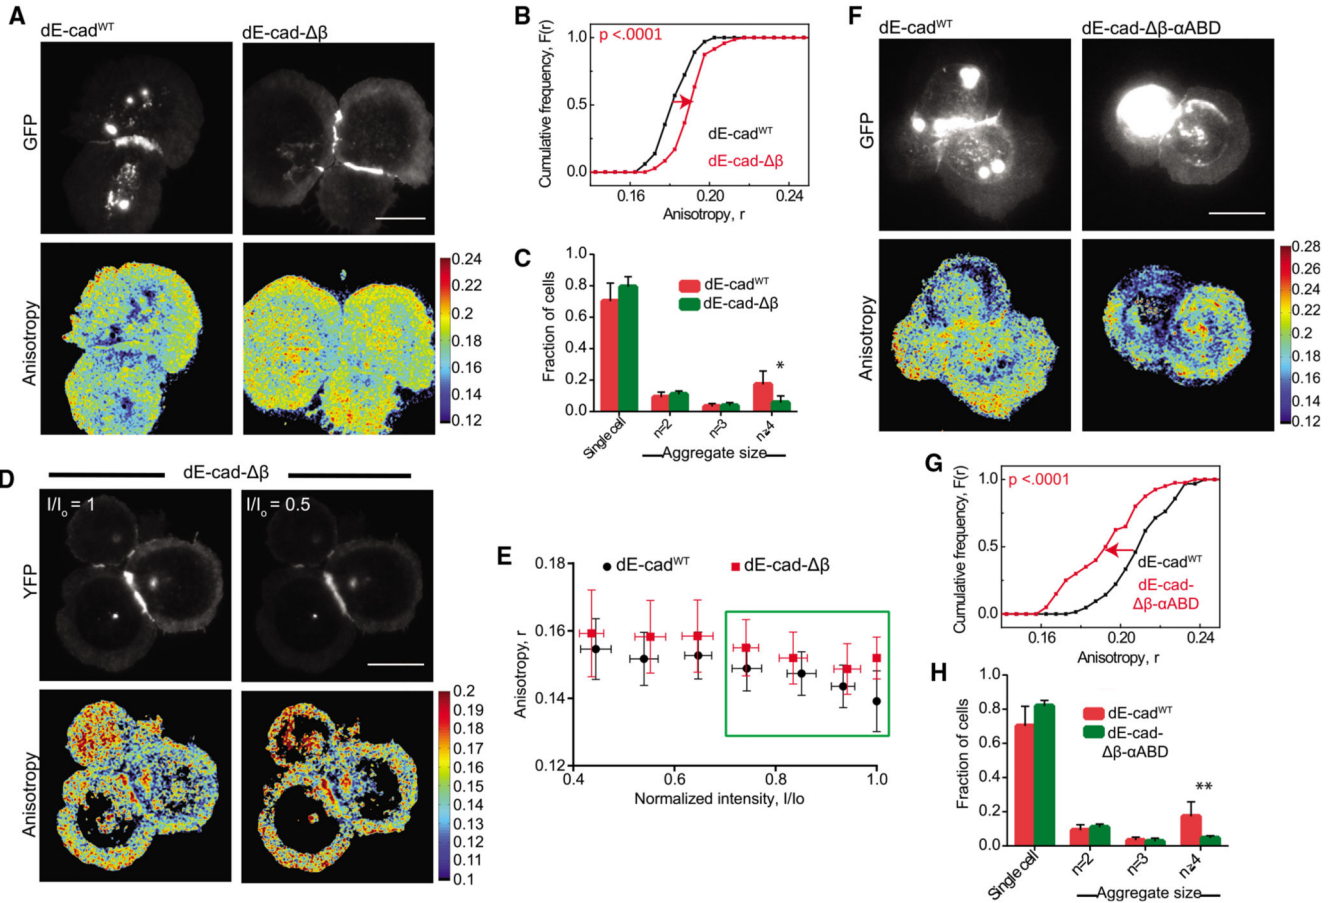 A
dE-cadWT
dE-cad-Δβ
GFP
Anisotropy
0.24
0.22
0.20
0.18
0.16
0.14
0.12
B
p <.0001
Cumulative frequency, F(r)
1.0
0.5
0.0
dE-cadWT
dE-cad-Δβ
0.16
0.20
0.24
Anisotropy, r
C
Fraction of cells
1.0
0.8
0.6
0.4
0.2
0.0
dE-cadWT
dE-cad-Δβ
*
Single cell
n=2
n=3
n≥4
Aggregate size
D
dE-cad-Δβ
I/Io = 1
I/Io = 0.5
YFP
Anisotropy
0.2
0.19
0.18
0.17
0.16
0.15
0.14
0.13
0.12
0.11
0.1
E
dE-cadWT
dE-cad-Δβ
Anisotropy, r
0.18
0.16
0.14
0.12
0.4
0.6
0.8
1.0
Normalized intensity, I/Io
F
dE-cadWT
dE-cad-Δβ-αABD
GFP
Anisotropy
0.28
0.26
0.24
0.22
0.2
0.18
0.16
0.14
0.12
G
p <.0001
Cumulative frequency, F(r)
1.0
0.5
0.0
dE-cadWT
dE-cad-
Δβ-αABD
0.16
0.20
0.24
Anisotropy, r
H
Fraction of cells
1.0
0.8
0.6
0.4
0.2
0.0
dE-cadWT
dE-cad-
Δβ-αABD
**
Single cell
n=2
n=3
n≥4
Aggregate size